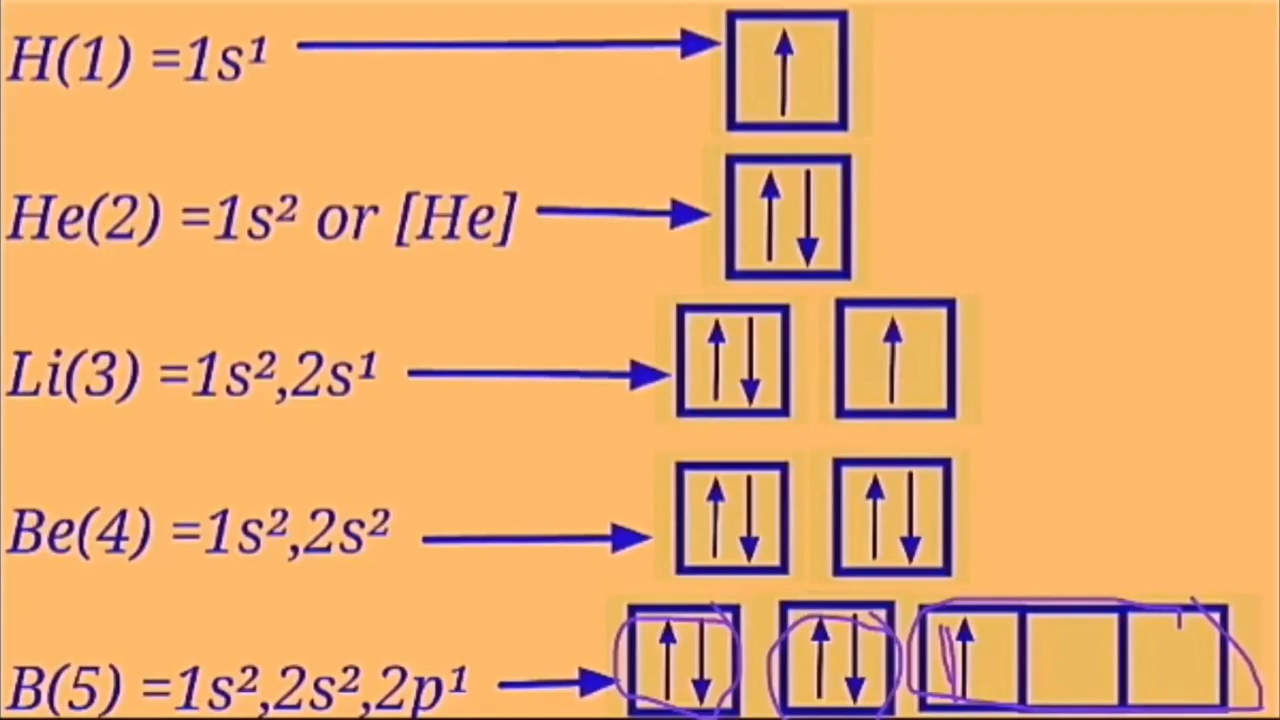 H(1) =1s¹
He(2) =1s² or [He]
Li(3) =1s²,2s¹
Be(4) =1s²,2s²
B(5) =1s²,2s²,2p¹